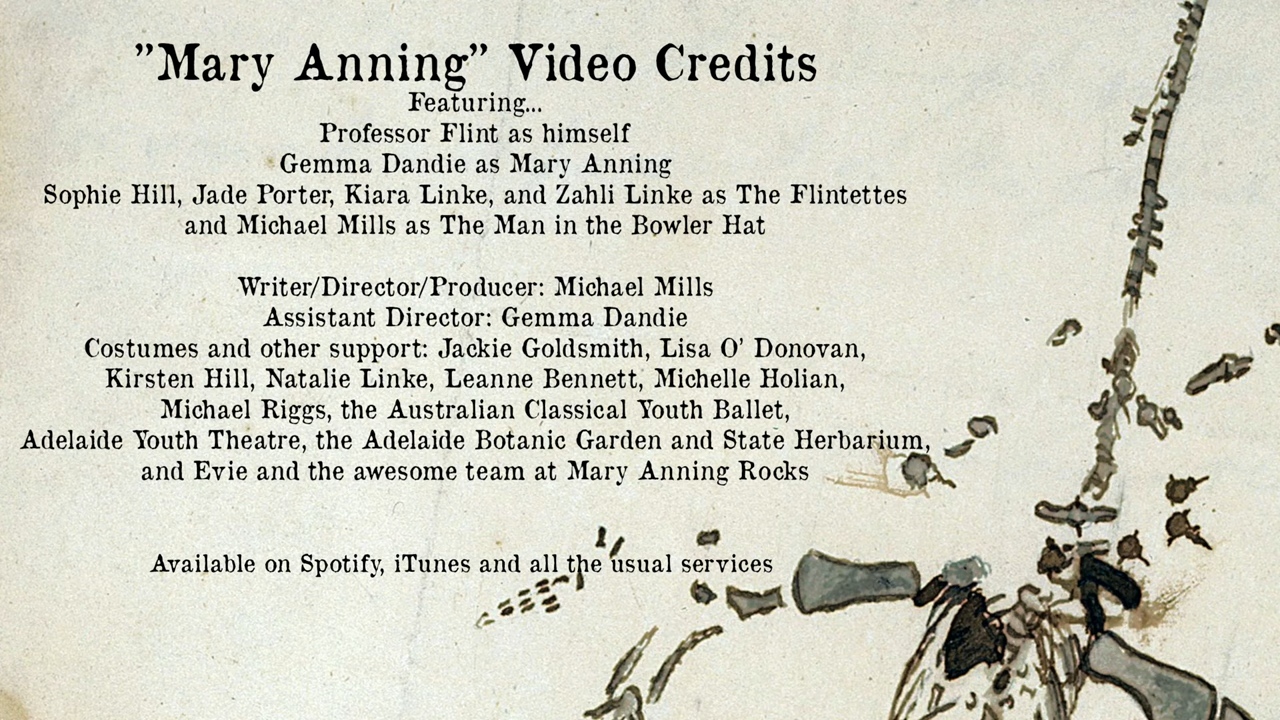 "Mary Anning" Video Credits
Featuring...
Professor Flint as himself
Gemma Dandie as Mary Anning
Sophie Hill, Jade Porter, Kiara Linke, and Zahli Linke as The Flintettes
and Michael Mills as The Man in the Bowler Hat
Writer/Director/Producer: Michael Mills
Assistant Director: Gemma Dandie
Costumes and other support: Jackie Goldsmith, Lisa O' Donovan,
Kirsten Hill, Natalie Linke, Leanne Bennett, Michelle Holian,
Michael Riggs, the Australian Classical Youth Ballet,
Adelaide Youth Theatre, the Adelaide Botanic Garden and State Herbarium,
and Evie and the awesome team at Mary Anning Rocks
Available on Spotify, iTunes and all the usual services